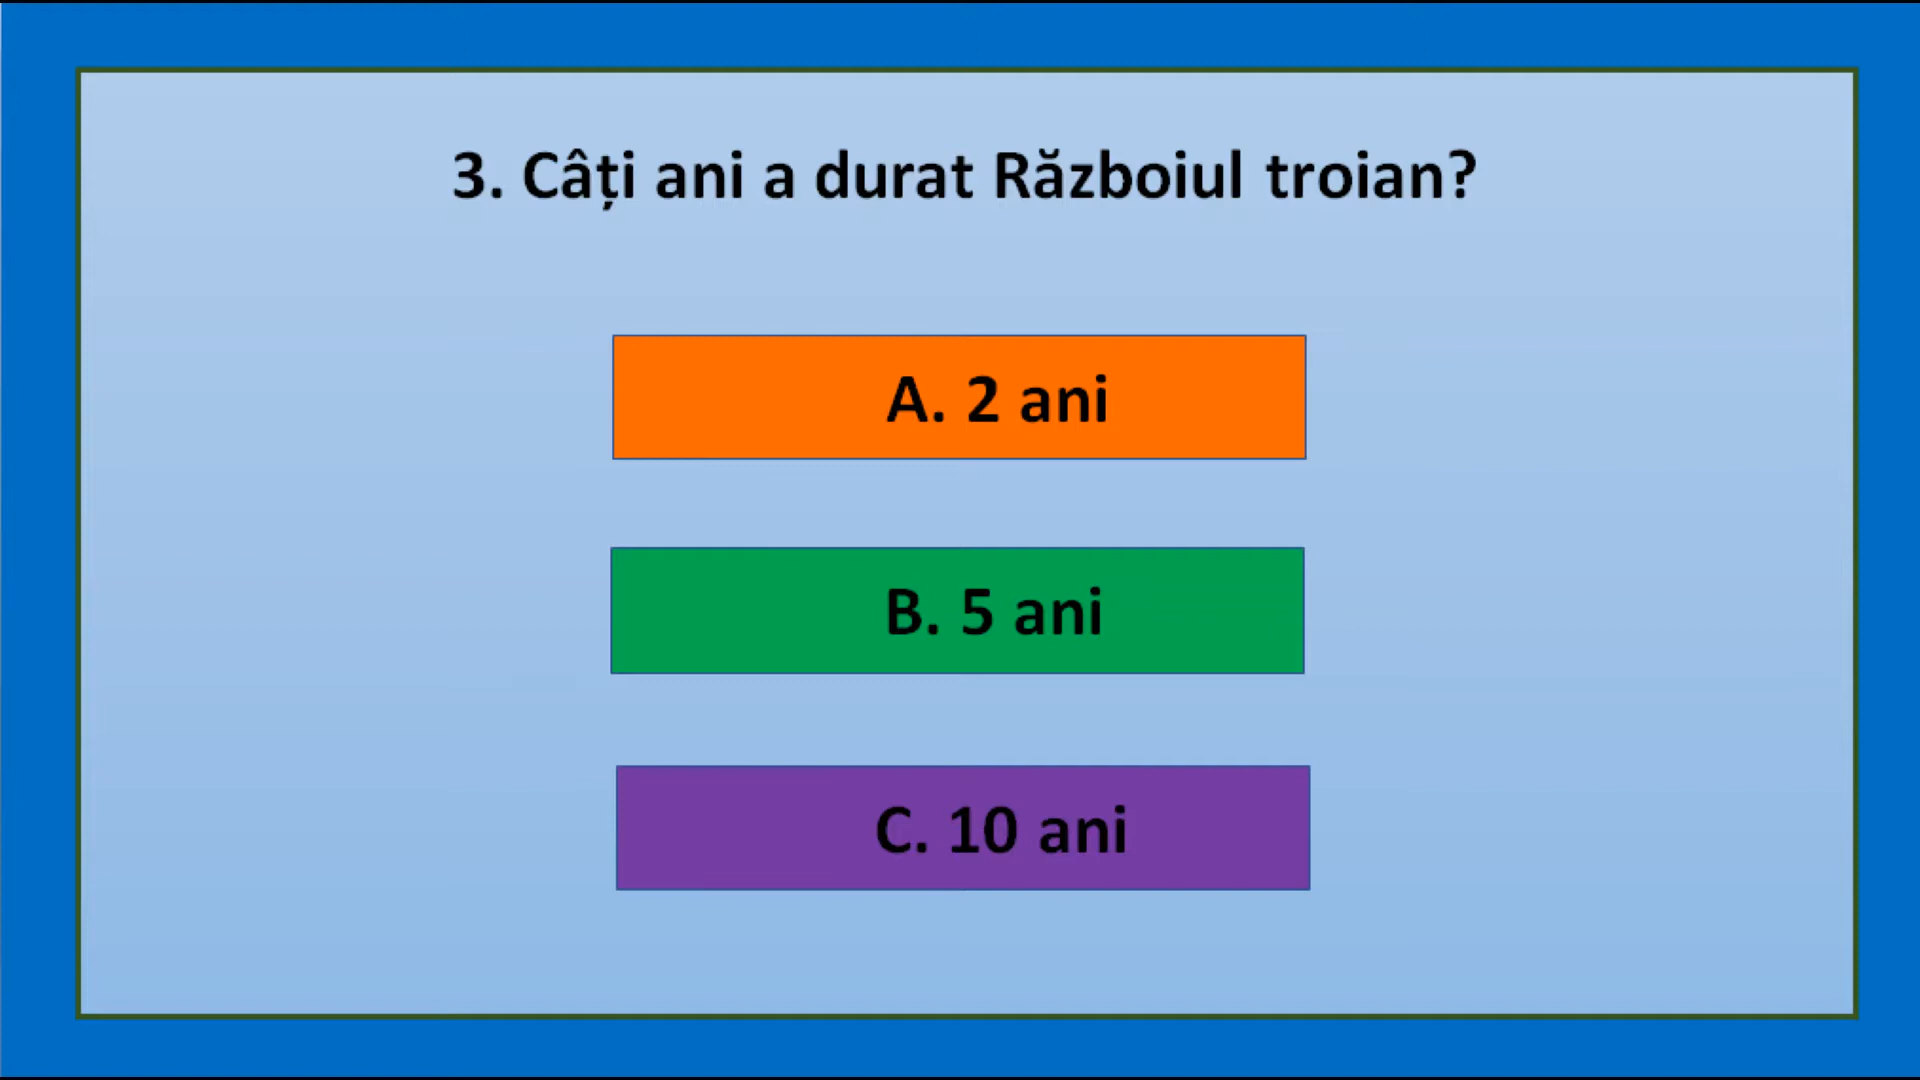 3. Câți ani a durat Războiul troian?
A. 2 ani
B. 5 ani
C. 10 ani